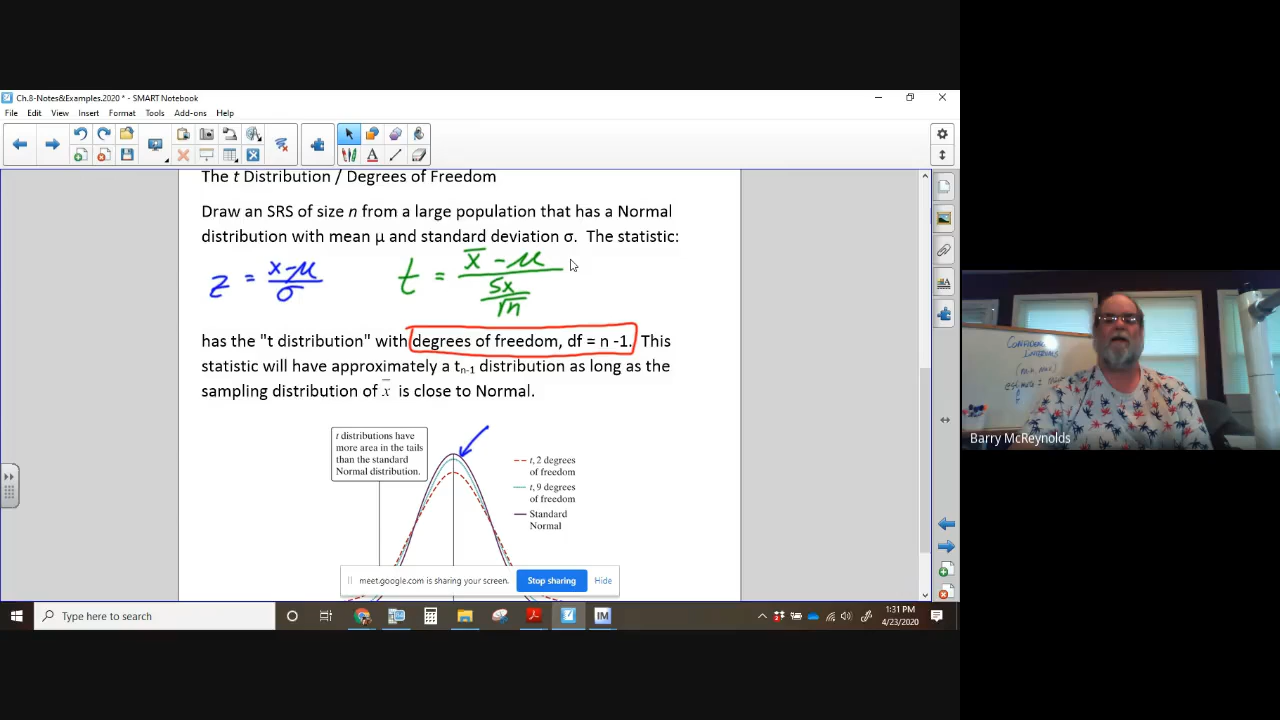 Ch.8-Notes&Examples.2020 * - SMART Notebook
File Edit View Insert Format Tools Add-ons Help
The t Distribution / Degrees of Freedom
Draw an SRS of size n from a large population that has a Normal
distribution with mean μ and standard deviation σ. The statistic:
z = x-μ / σ
t = x̄ - μ / sx / √n
has the "t distribution" with degrees of freedom, df = n -1. This
statistic will have approximately a tn-1 distribution as long as the
sampling distribution of x̄ is close to Normal.
t distributions have
more area in the tails
than the standard
Normal distribution.
t, 2 degrees
of freedom
t, 9 degrees
of freedom
Standard
Normal
meet.google.com is sharing your screen. Stop sharing Hide
Type here to search
IM
1:31 PM
4/23/2020
Confidence
Intervals
Barry McReynolds